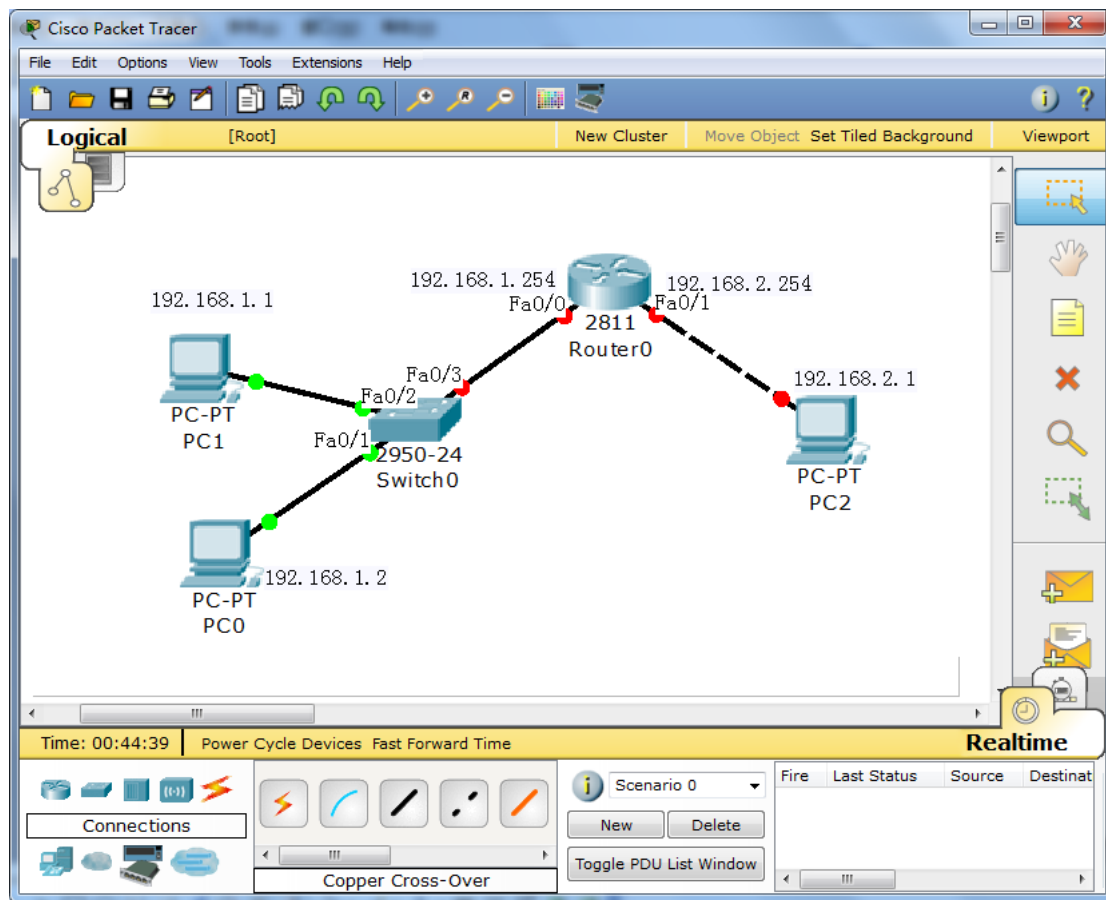 Cisco Packet Tracer
File Edit Options View Tools Extensions Help
Logical [Root] New Cluster Move Object Set Tiled Background Viewport
192.168.1.254
192.168.2.254
192.168.1.1
Fa0/0
Fa0/1
2811
Router0
Fa0/3
192.168.2.1
Fa0/2
PC-PT
PC1
Fa0/1
2950-24
Switch0
PC-PT
PC2
192.168.1.2
PC-PT
PC0
Time: 00:44:39 Power Cycle Devices Fast Forward Time Realtime
Fire Last Status Source Destinat
Scenario 0
Connections
New Delete
Toggle PDU List Window
Copper Cross-Over